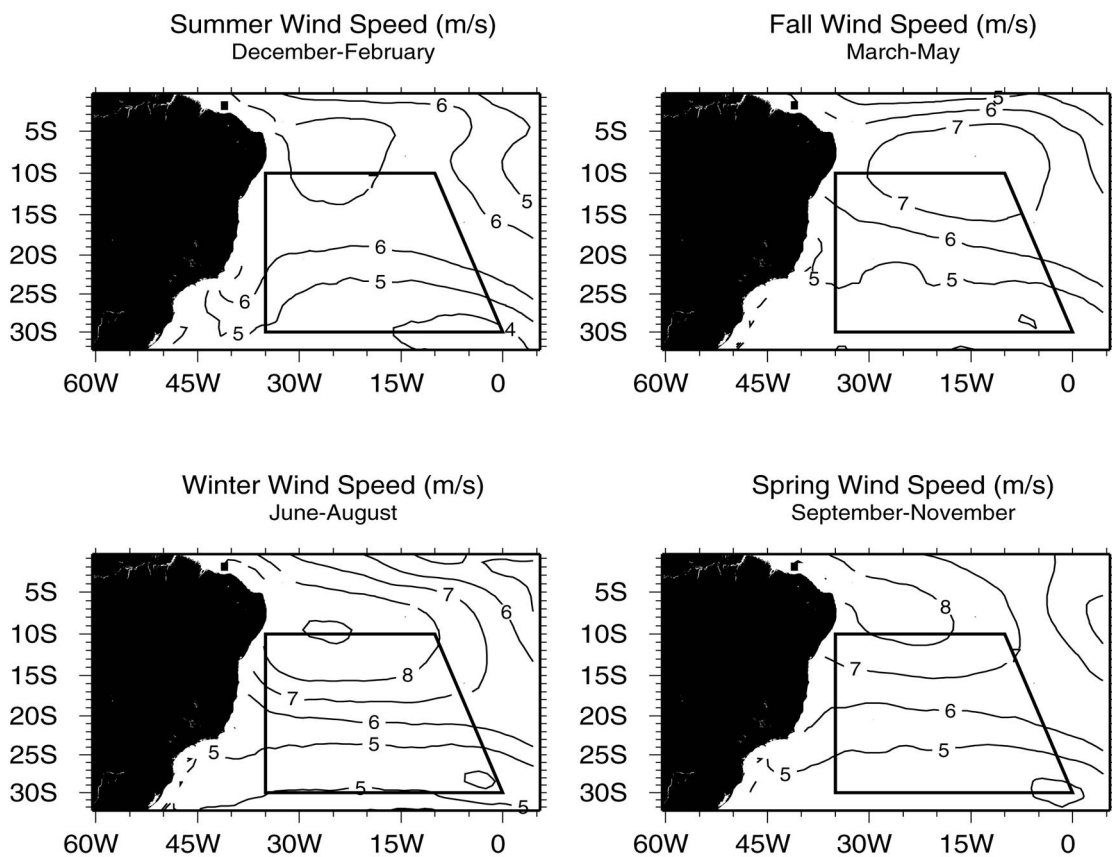 Summer Wind Speed (m/s)
December-February
6
5S
10S
15S
20S
25S
30S
5
6
6
5
6
5
4
60W 45W 30W 15W 0
Fall Wind Speed (m/s)
March-May
5
6
7
5S
10S
15S
20S
25S
30S
7
6
5
5
60W 45W 30W 15W 0
Winter Wind Speed (m/s)
June-August
7
6
5S
10S
15S
20S
25S
30S
8
7
6
5
5
5
5
60W 45W 30W 15W 0
Spring Wind Speed (m/s)
September-November
8
5S
10S
15S
20S
25S
30S
7
7
6
5
5
60W 45W 30W 15W 0